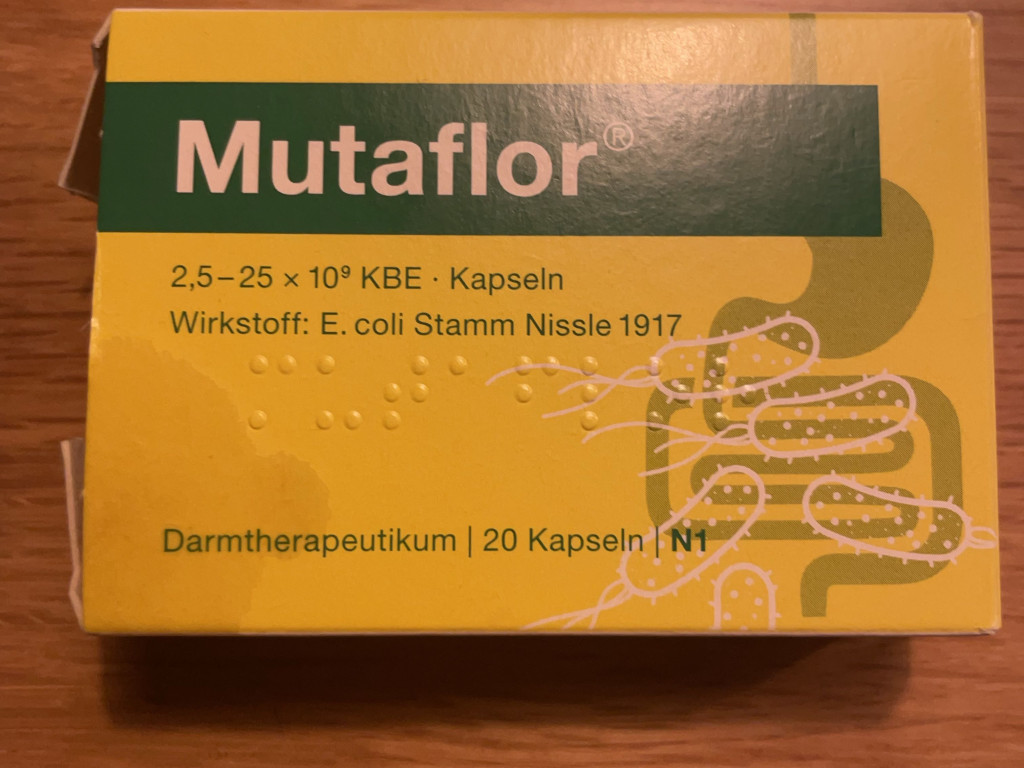 Mutaflor®
2,5–25 × 10⁹ KBE · Kapseln
Wirkstoff: E. coli Stamm Nissle 1917
Darmtherapeutikum | 20 Kapseln | N1